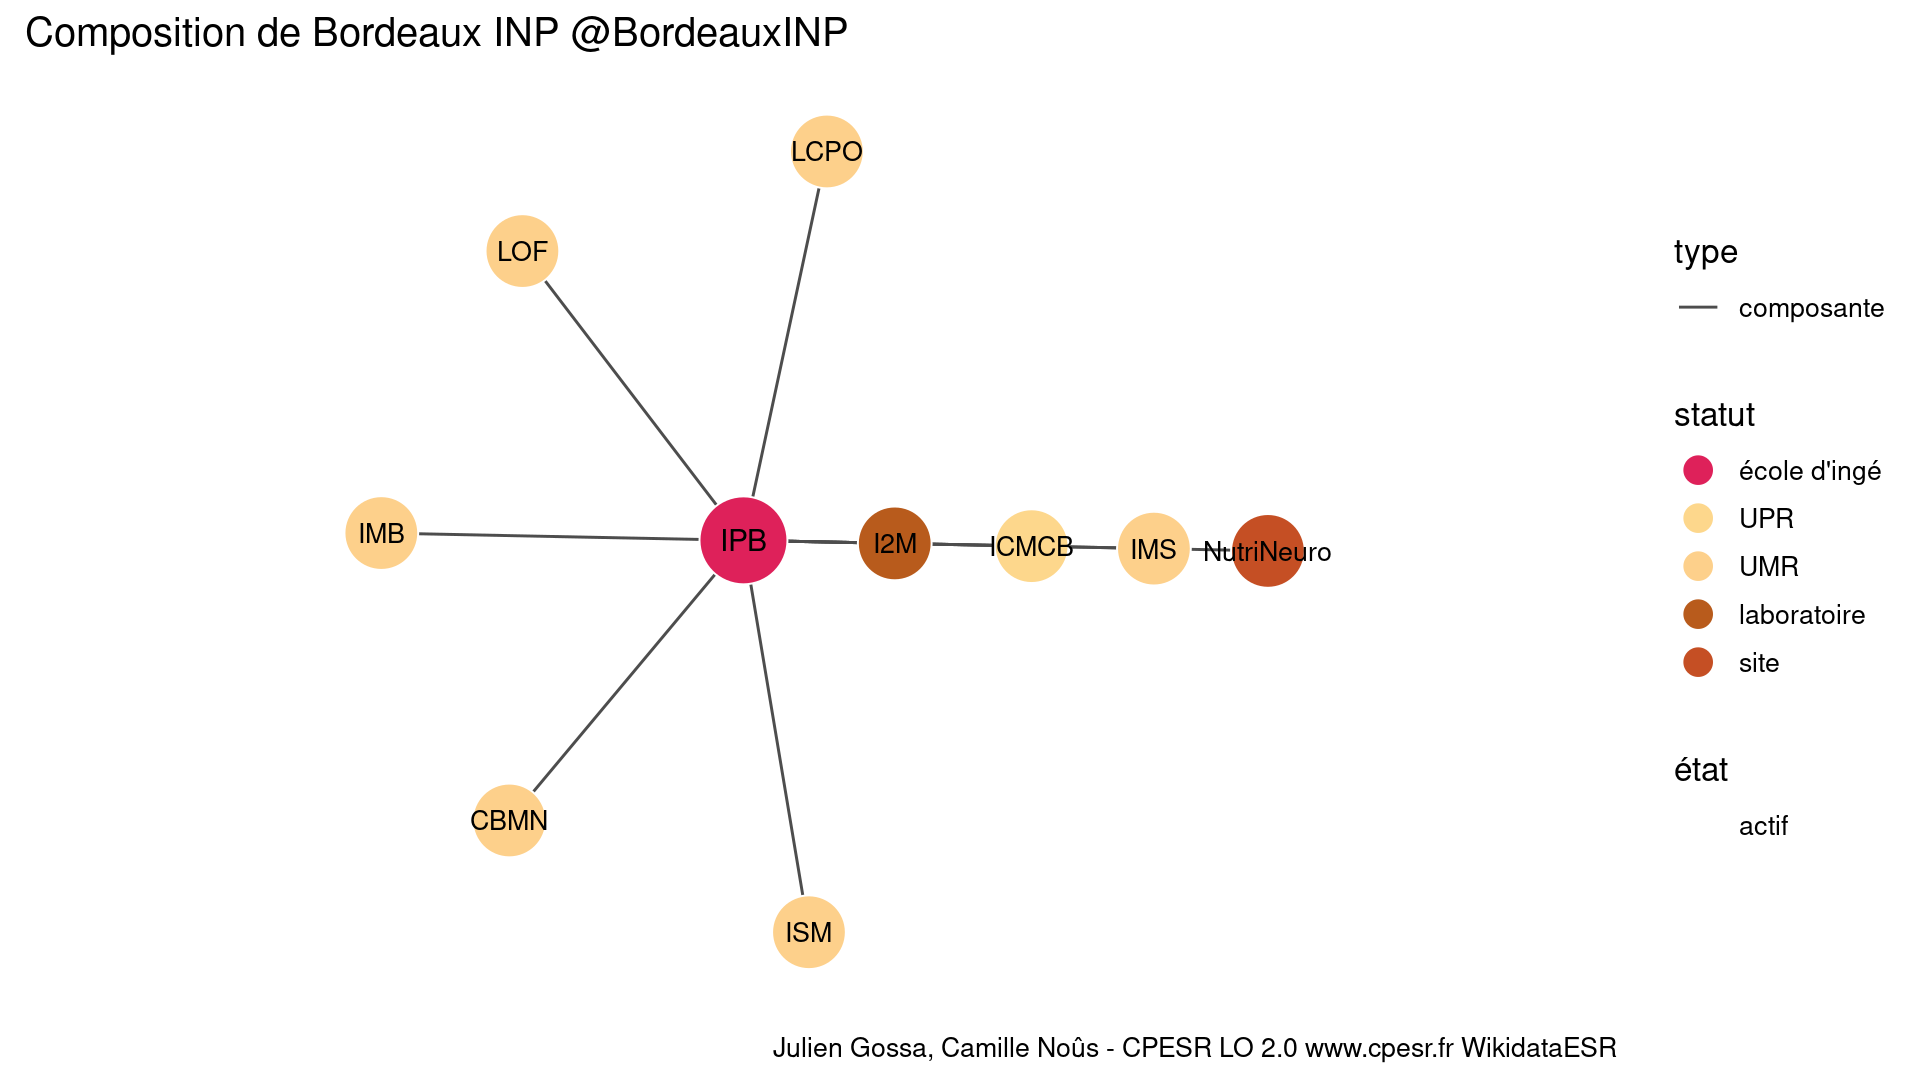 Composition de Bordeaux INP @BordeauxINP
LCPO
LOF
IMB
IPB
I2M
ICMCB
IMS
NutriNeuro
CBMN
ISM
type
composante
statut
école d'ingé
UPR
UMR
laboratoire
site
état
actif
Julien Gossa, Camille Noûs - CPESR LO 2.0 www.cpesr.fr WikidataESR